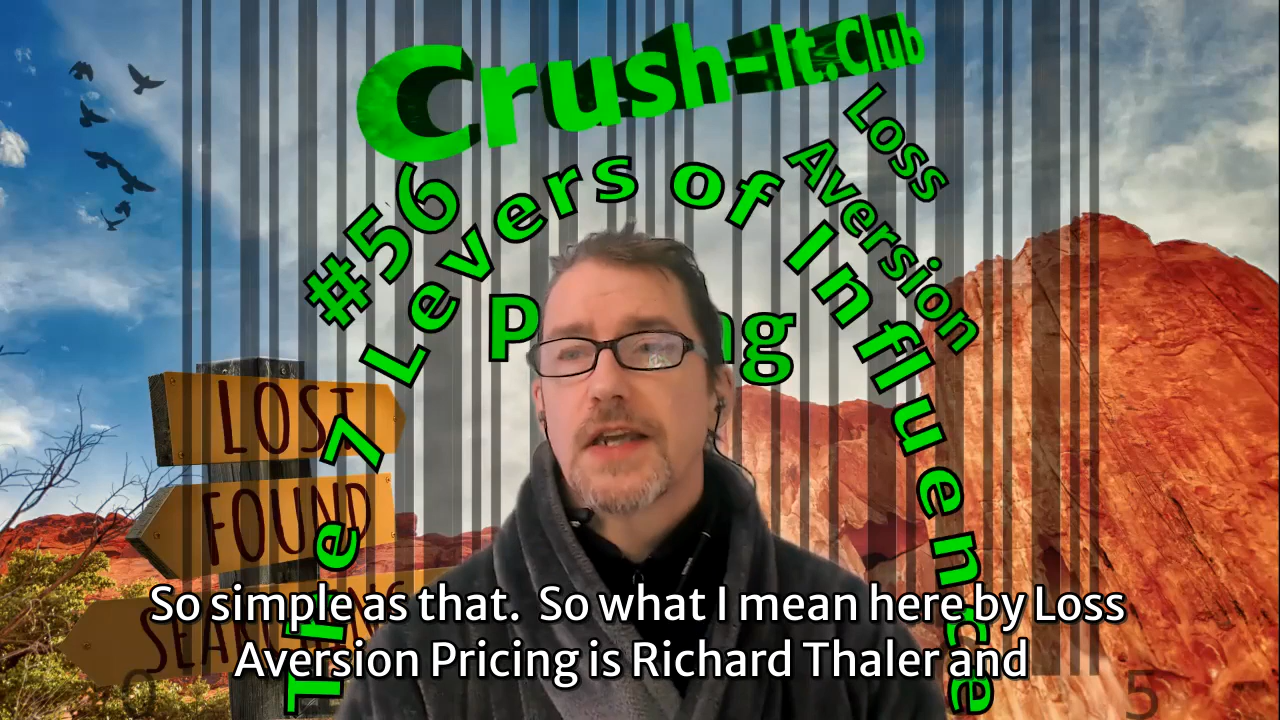 Crush-It.Club
#56
Loss
Aversion
The 7 Levers of Influence
LOST
FOUND
So simple as that.  So what I mean here by Loss
Aversion Pricing is Richard Thaler and
5